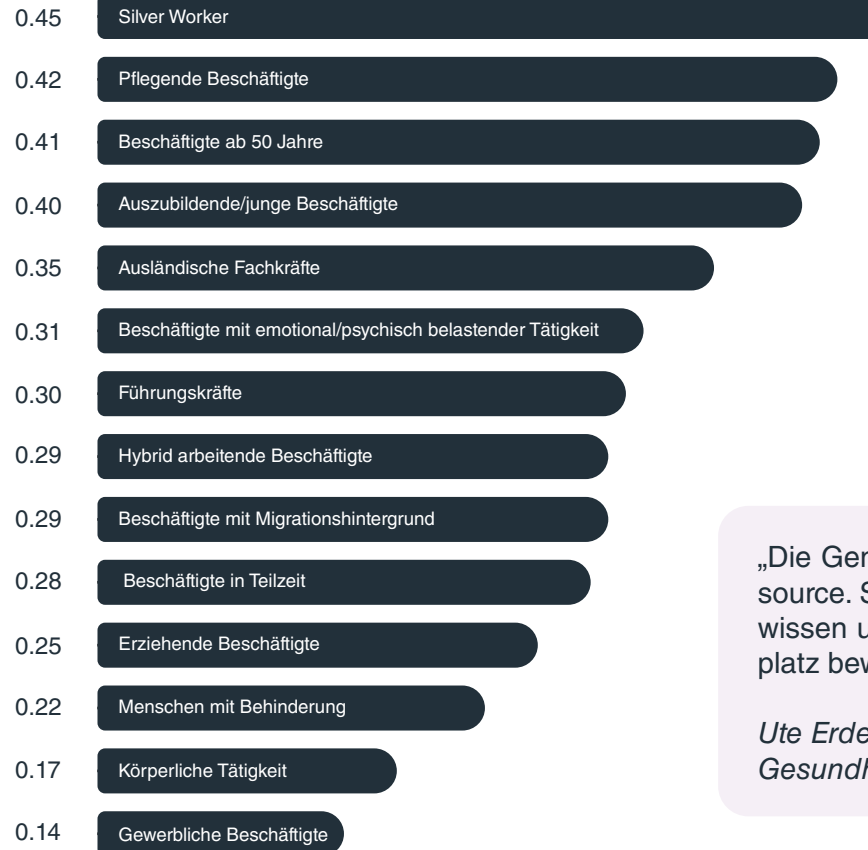 0.45 Silver Worker
0.42 Pflegende Beschäftigte
0.41 Beschäftigte ab 50 Jahre
0.40 Auszubildende/junge Beschäftigte
0.35 Ausländische Fachkräfte
0.31 Beschäftigte mit emotional/psychisch belastender Tätigkeit
0.30 Führungskräfte
0.29 Hybrid arbeitende Beschäftigte
0.29 Beschäftigte mit Migrationshintergrund
0.28 Beschäftigte in Teilzeit
0.25 Erziehende Beschäftigte
0.22 Menschen mit Behinderung
0.17 Körperliche Tätigkeit
0.14 Gewerbliche Beschäftigte
„Die
source.
wissen
platz
Ute